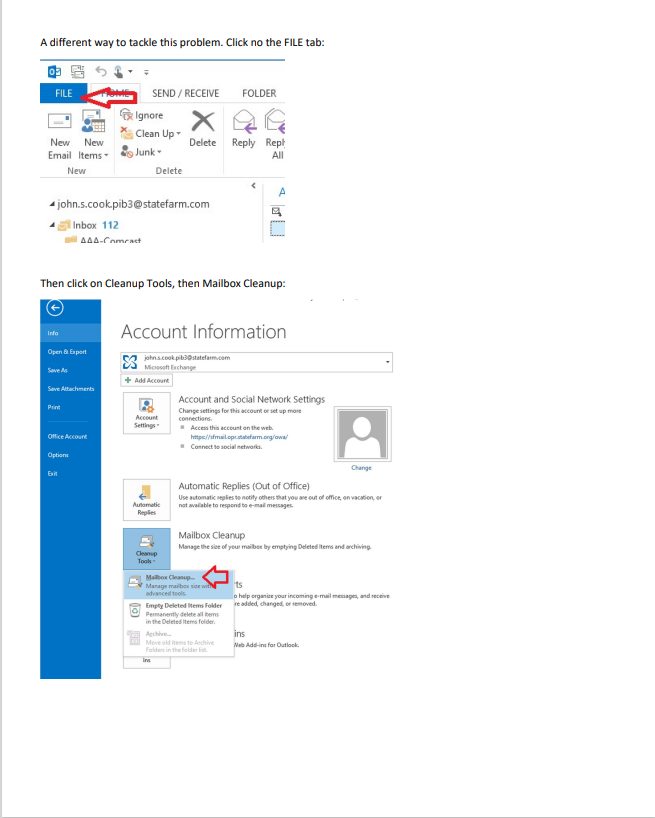 A different way to tackle this problem. Click no the FILE tab:
FILE HOME SEND / RECEIVE FOLDER
Ignore
Clean Up
Junk
New Email
New Items
Delete
Reply
Reply All
New
Delete
A
john.s.cook.pib3@statefarm.com
Inbox 112
AAA-Comcast
Then click on Cleanup Tools, then Mailbox Cleanup:
Info
Open & Export
Save As
Save Attachments
Print
Office Account
Options
Exit
Account Information
john.s.cook.pib3@statefarm.com
Microsoft Exchange
Add Account
Account Settings
Account and Social Network Settings
Change settings for this account or set up more
connections.
Access this account on the web.
https://sfmail.opr.statefarm.org/owa/
Connect to social networks.
Change
Automatic Replies
Automatic Replies (Out of Office)
Use automatic replies to notify others that you are out of office, on vacation, or
not available to respond to e-mail messages.
Cleanup Tools
Mailbox Cleanup
Manage the size of your mailbox by emptying Deleted Items and archiving.
Mailbox Cleanup...
Manage mailbox size with
advanced tools.
Empty Deleted Items Folder
Permanently delete all items
in the Deleted Items folder.
Archive...
Move old items to Archive
Folders in the folder list.
ts
o help organize your incoming e-mail messages, and receive
re added, changed, or removed.
ins
Web Add-ins for Outlook.
ins